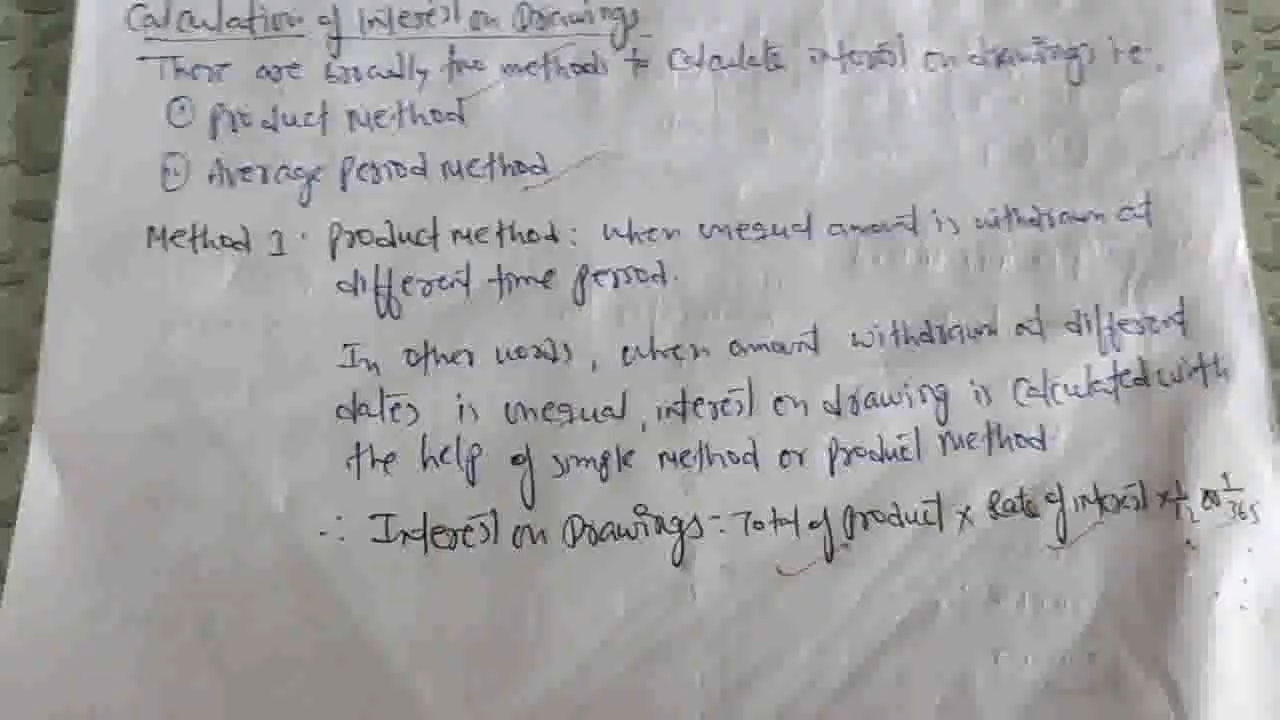 Calculation of Interest on Drawings
There are broadly two methods to Calculate interest on drawings i.e.
① Product Method
② Average Period Method
Method 1. Product Method: when unequal amount is withdrawn at
different time period.
In other words, when amount withdrawn at different
dates is unequal, interest on drawing is calculated with
the help of simple method or product method
∴ Interest on Drawings = Total of product × Rate of interest × 1/12 or 1/365